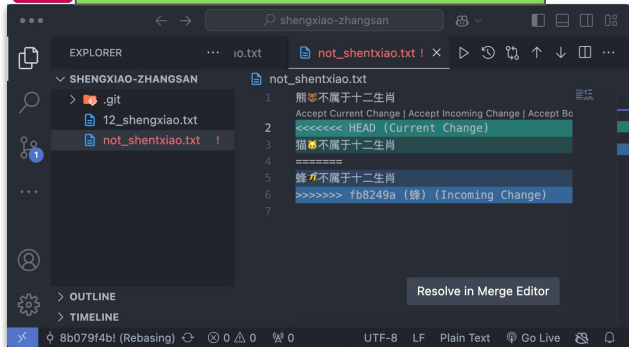 shengxiao-zhangsan
EXPLORER
io.txt
not_shentxiao.txt !
SHENGXIAO-ZHANGSAN
.git
12_shengxiao.txt
not_shentxiao.txt !
1
not_shentxiao.txt
1 熊🐻不属于十二生肖
Accept Current Change | Accept Incoming Change | Accept Bo
2 <<<<<<< HEAD (Current Change)
3 猫🐱不属于十二生肖
4 =======
5 蜂🐝不属于十二生肖
6 >>>>>>> fb8249a (蜂) (Incoming Change)
7
Resolve in Merge Editor
OUTLINE
TIMELINE
8b079f4b! (Rebasing) 0 0 0 UTF-8 LF Plain Text Go Live